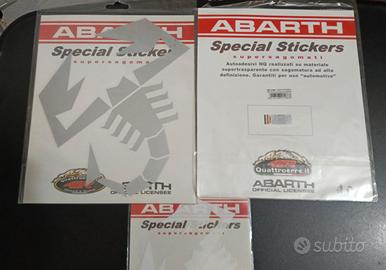 ABARTH
Special Stickers
supersagomati
ABARTH
OFFICIAL LICENSEE
ABARTH
Special Stickers
supersagomati
Autoadesivi HQ realizzati su materiale
supertrasparente con sagomatura ad alta
definizione. Garantiti per uso "automotive"
Quattroerre.it
ABARTH
OFFICIAL LICENSEE
ABARTH
Special Stickers
supersagomati
subito